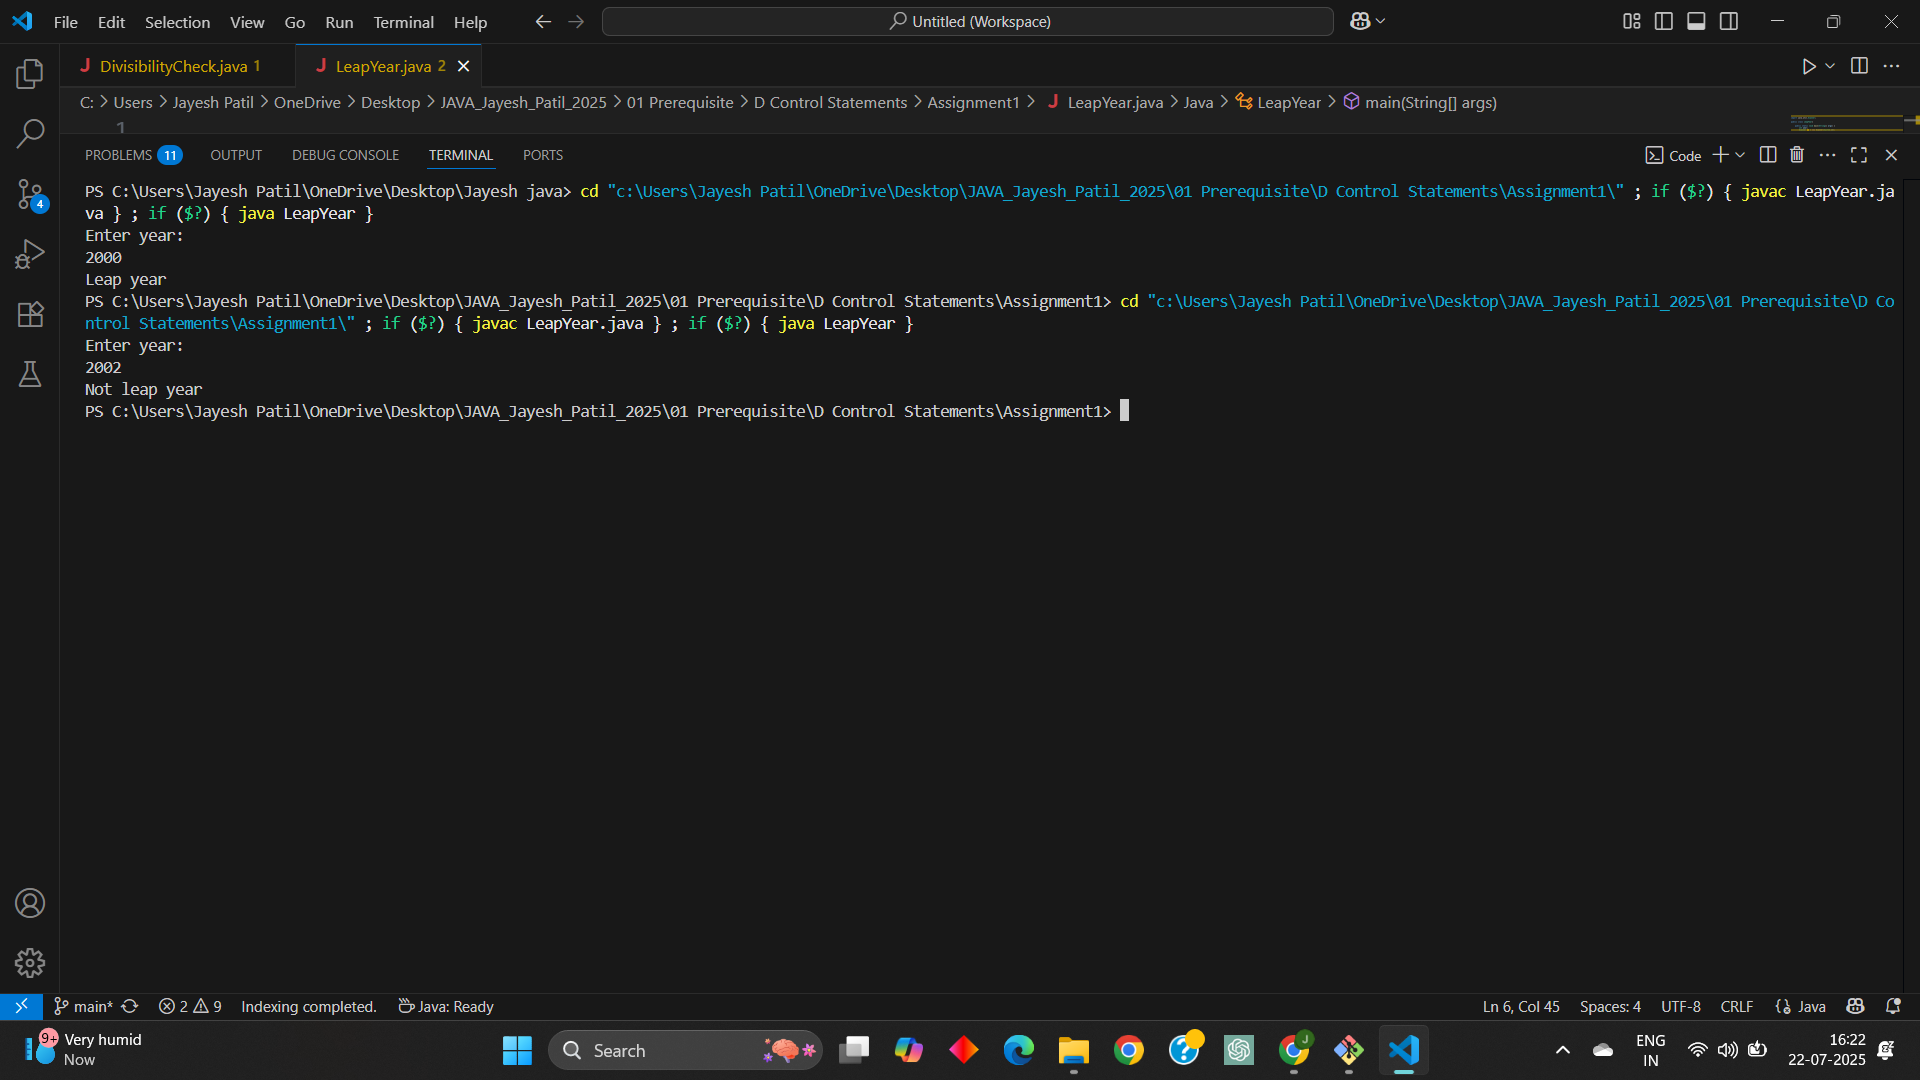 File Edit Selection View Go Run Terminal Help
Untitled (Workspace)
DivisibilityCheck.java 1
LeapYear.java 2
C: > Users > Jayesh Patil > OneDrive > Desktop > JAVA_Jayesh_Patil_2025 > 01 Prerequisite > D Control Statements > Assignment1 > J LeapYear.java > Java > LeapYear > main(String[] args)
1
PROBLEMS 11 OUTPUT DEBUG CONSOLE TERMINAL PORTS
Code
PS C:\Users\Jayesh Patil\OneDrive\Desktop\Jayesh java> cd "c:\Users\Jayesh Patil\OneDrive\Desktop\JAVA_Jayesh_Patil_2025\01 Prerequisite\D Control Statements\Assignment1\" ; if ($?) { javac LeapYear.ja
va } ; if ($?) { java LeapYear }
Enter year:
2000
Leap year
PS C:\Users\Jayesh Patil\OneDrive\Desktop\JAVA_Jayesh_Patil_2025\01 Prerequisite\D Control Statements\Assignment1> cd "c:\Users\Jayesh Patil\OneDrive\Desktop\JAVA_Jayesh_Patil_2025\01 Prerequisite\D Co
ntrol Statements\Assignment1\" ; if ($?) { javac LeapYear.java } ; if ($?) { java LeapYear }
Enter year:
2002
Not leap year
PS C:\Users\Jayesh Patil\OneDrive\Desktop\JAVA_Jayesh_Patil_2025\01 Prerequisite\D Control Statements\Assignment1>
4
main* 2 9 Indexing completed. Java: Ready
Ln 6, Col 45 Spaces: 4 UTF-8 CRLF {} Java
9+ Very humid
Now
Search
J
ENG
IN
16:22
22-07-2025